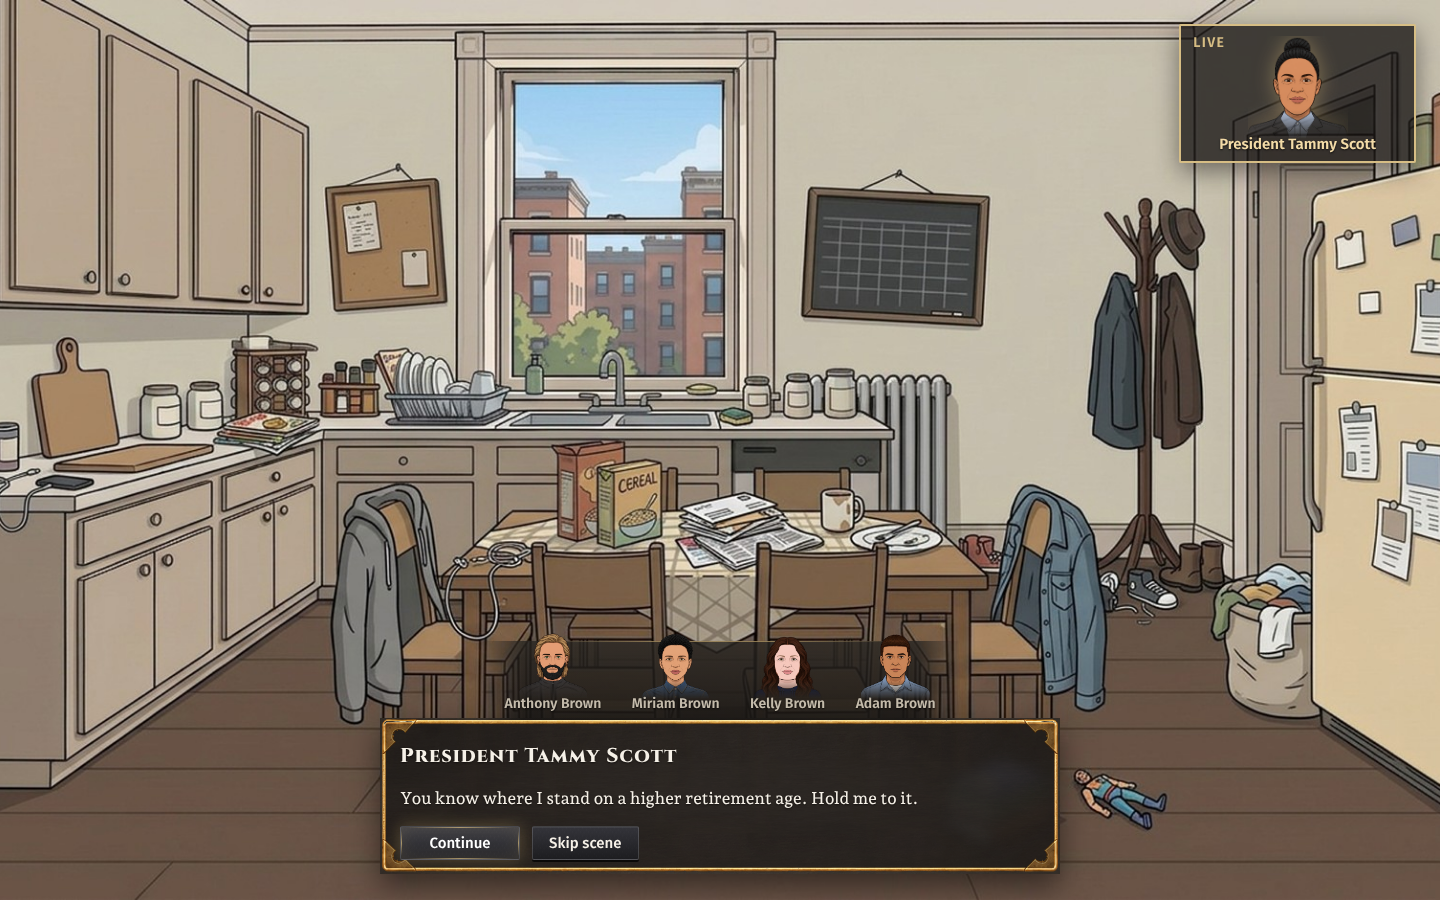 LIVE
President Tammy Scott
CEREAL
Anthony Brown
Miriam Brown
Kelly Brown
Adam Brown
President Tammy Scott
You know where I stand on a higher retirement age. Hold me to it.
Continue
Skip scene